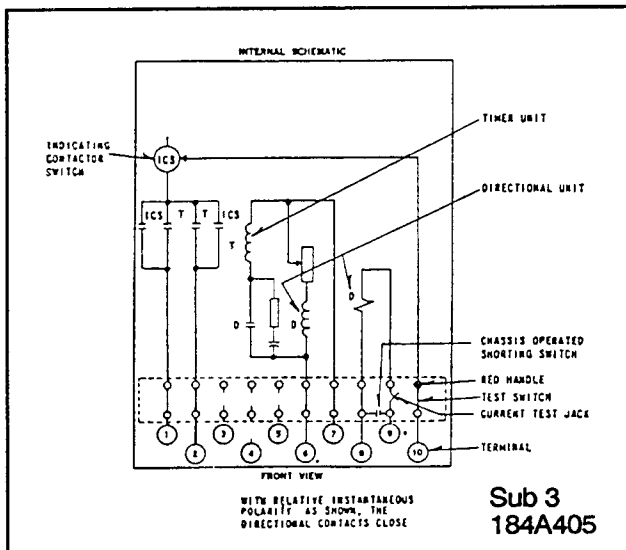 INTERNAL SCHEMATIC
TIMER UNIT
INDICATING
CONTACTOR
SWITCH
ICS
DIRECTIONAL UNIT
ICS T T ICS
T
D
D D
CHASSIS OPERATED
SHORTING SWITCH
RED HANDLE
TEST SWITCH
CURRENT TEST JACK
1 2 3 4 5 6 7 8 9 10
TERMINAL
FRONT VIEW
WITH RELATIVE INSTANTANEOUS
POLARITY AS SHOWN, THE
DIRECTIONAL CONTACTS CLOSE
Sub 3
184A405